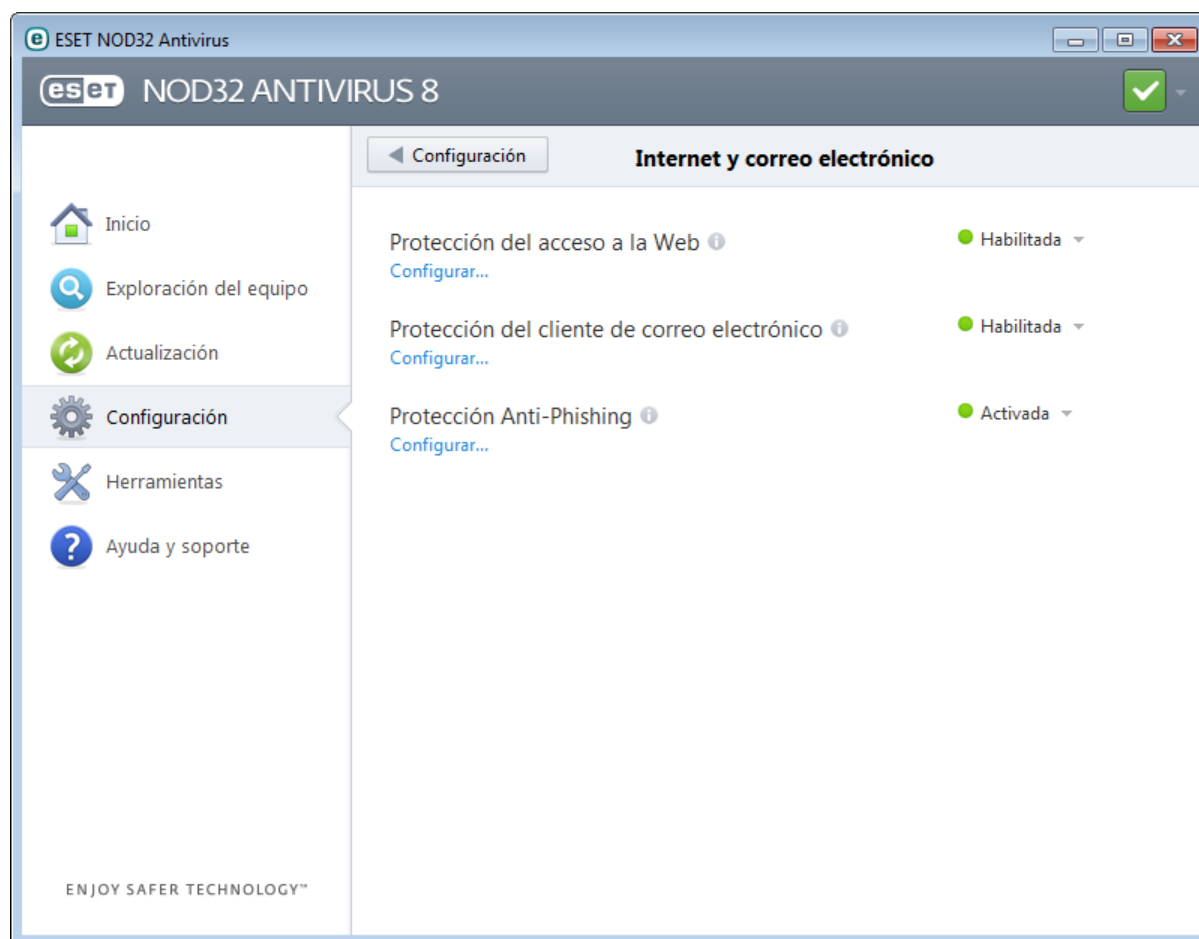 ESET NOD32 Antivirus
eset NOD32 ANTIVIRUS 8
Configuración
Internet y correo electrónico
Inicio
Exploración del equipo
Actualización
Configuración
Herramientas
Ayuda y soporte
Protección del acceso a la Web
Habilitada
Configurar...
Protección del cliente de correo electrónico
Habilitada
Configurar...
Protección Anti-Phishing
Activada
Configurar...
ENJOY SAFER TECHNOLOGY™